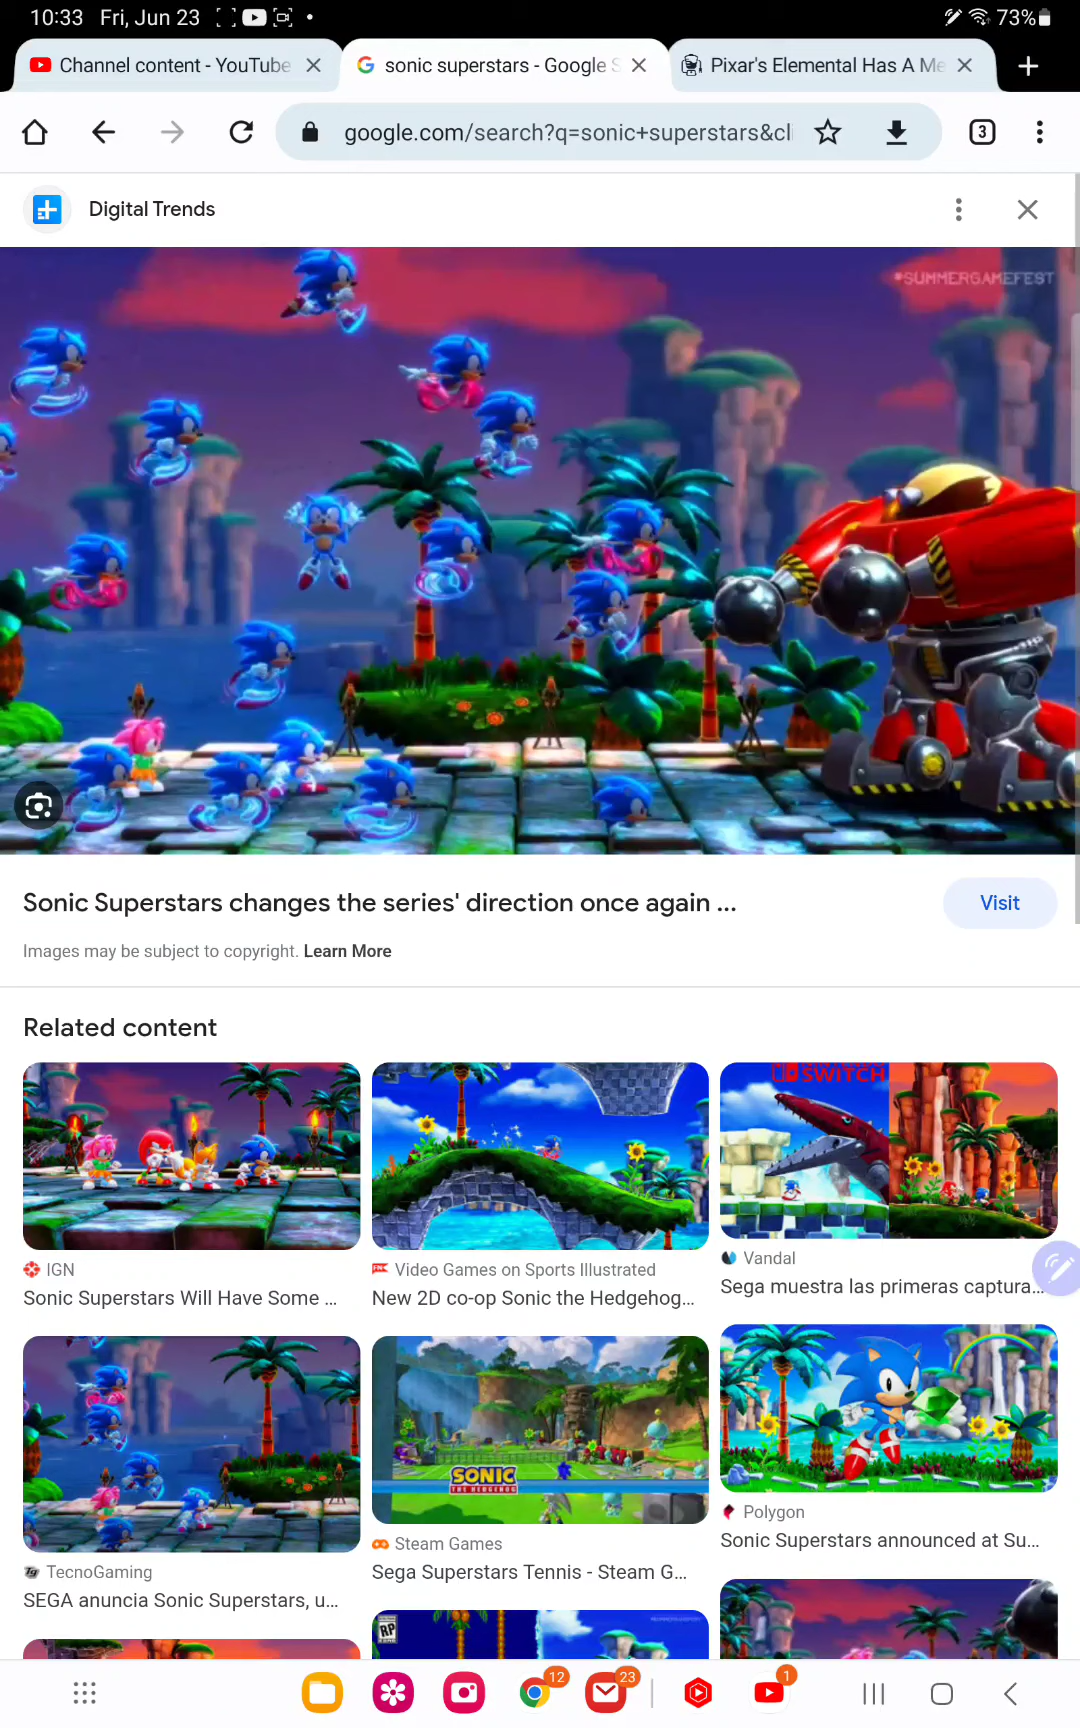 10:33 Fri, Jun 23
73%
Channel content - YouTube
sonic superstars - Google S
Pixar's Elemental Has A Me
google.com/search?q=sonic+superstars&cli
3
Digital Trends
#SUMMERGAMEFEST
Sonic Superstars changes the series' direction once again ...
Visit
Images may be subject to copyright. Learn More
Related content
SWITCH
IGN
Sonic Superstars Will Have Some ...
Video Games on Sports Illustrated
New 2D co-op Sonic the Hedgehog...
Vandal
Sega muestra las primeras captura...
SONIC
THE HEDGEHOG
TecnoGaming
SEGA anuncia Sonic Superstars, u...
Steam Games
Sega Superstars Tennis - Steam G...
Polygon
Sonic Superstars announced at Su...
RP
12
23
1